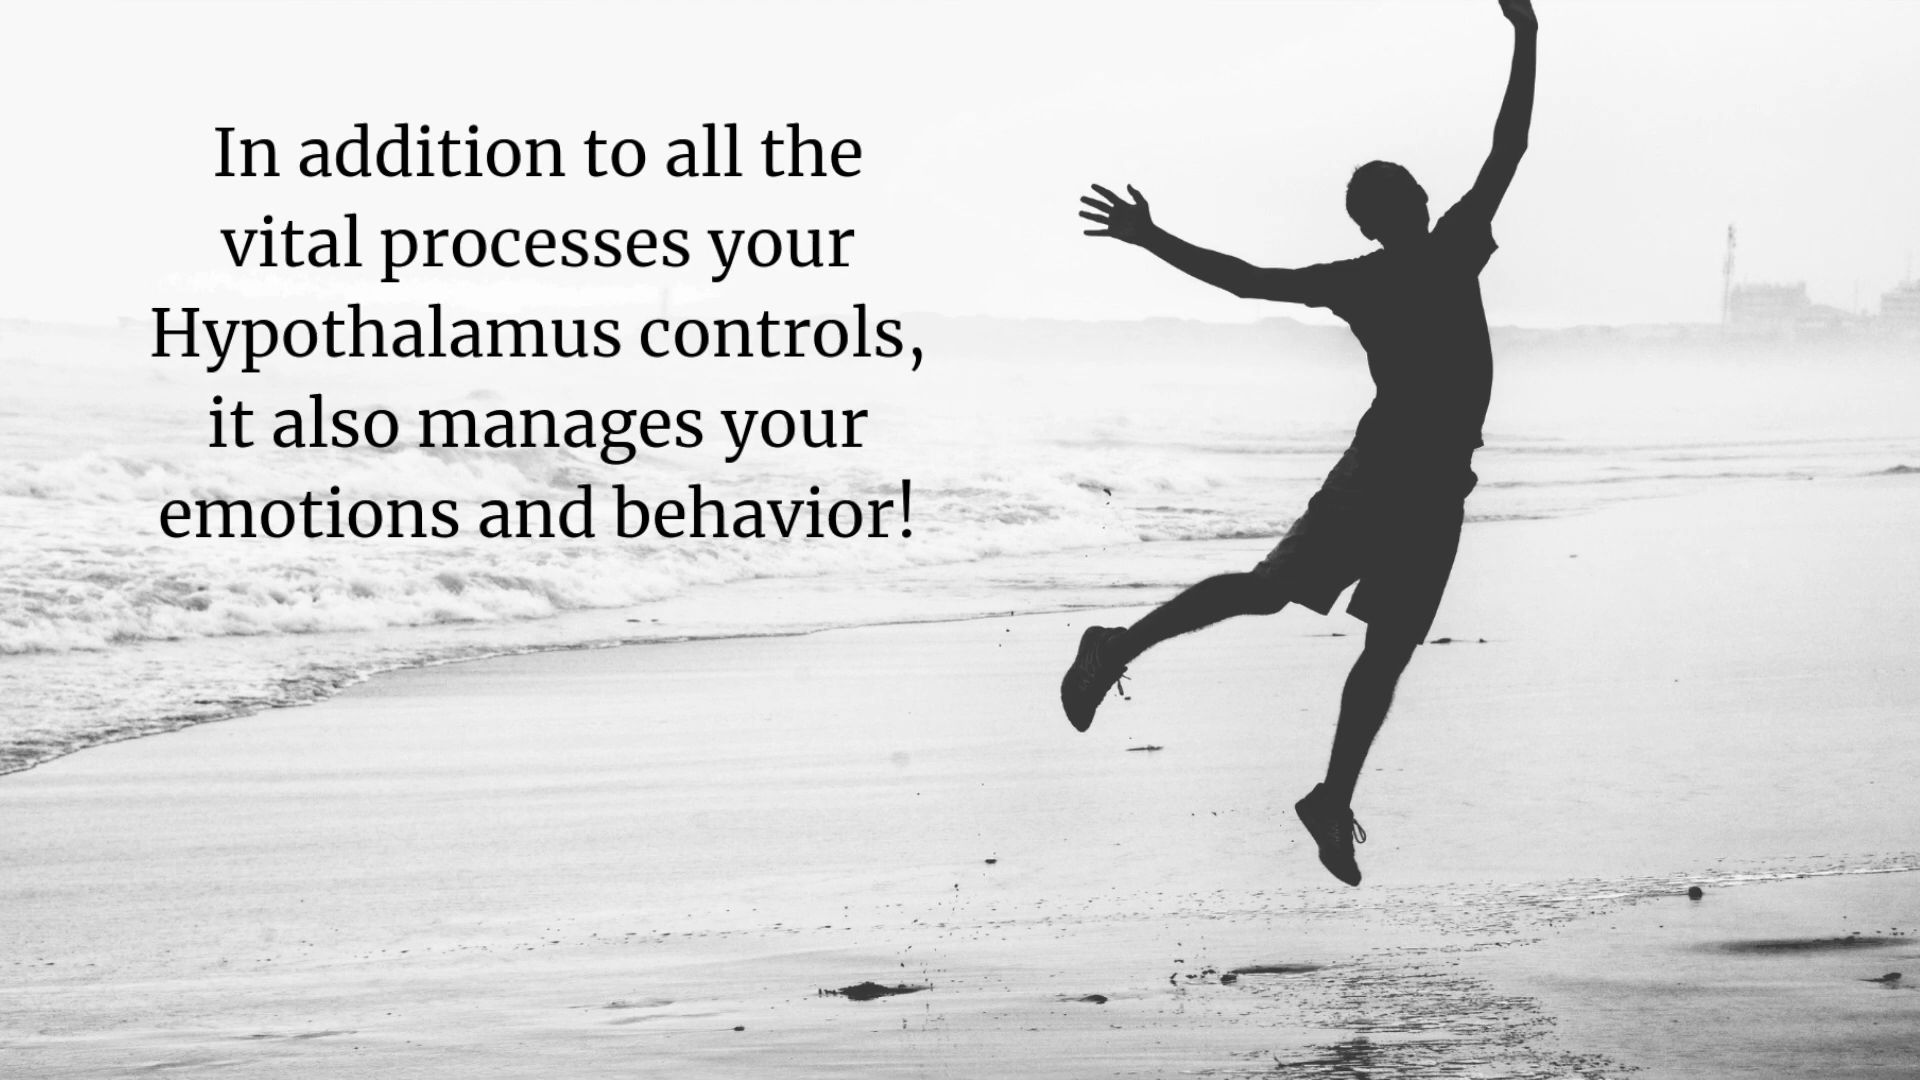 In addition to all the
vital processes your
Hypothalamus controls,
it also manages your
emotions and behavior!